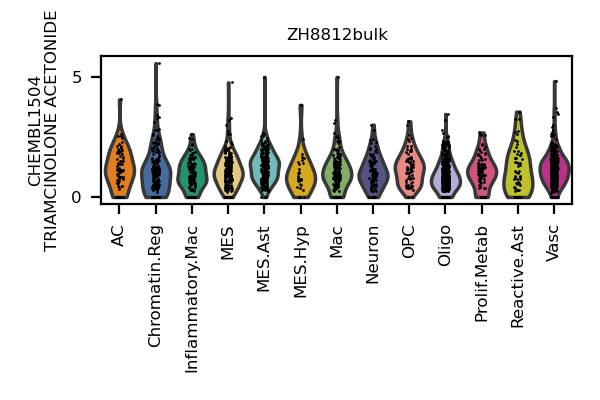 ZH8812bulk
CHEMBL1504
TRIAMCINOLONE ACETONIDE
5
0
AC
Chromatin.Reg
Inflammatory.Mac
MES
MES.Ast
MES.Hyp
Mac
Neuron
OPC
Oligo
Prolif.Metab
Reactive.Ast
Vasc